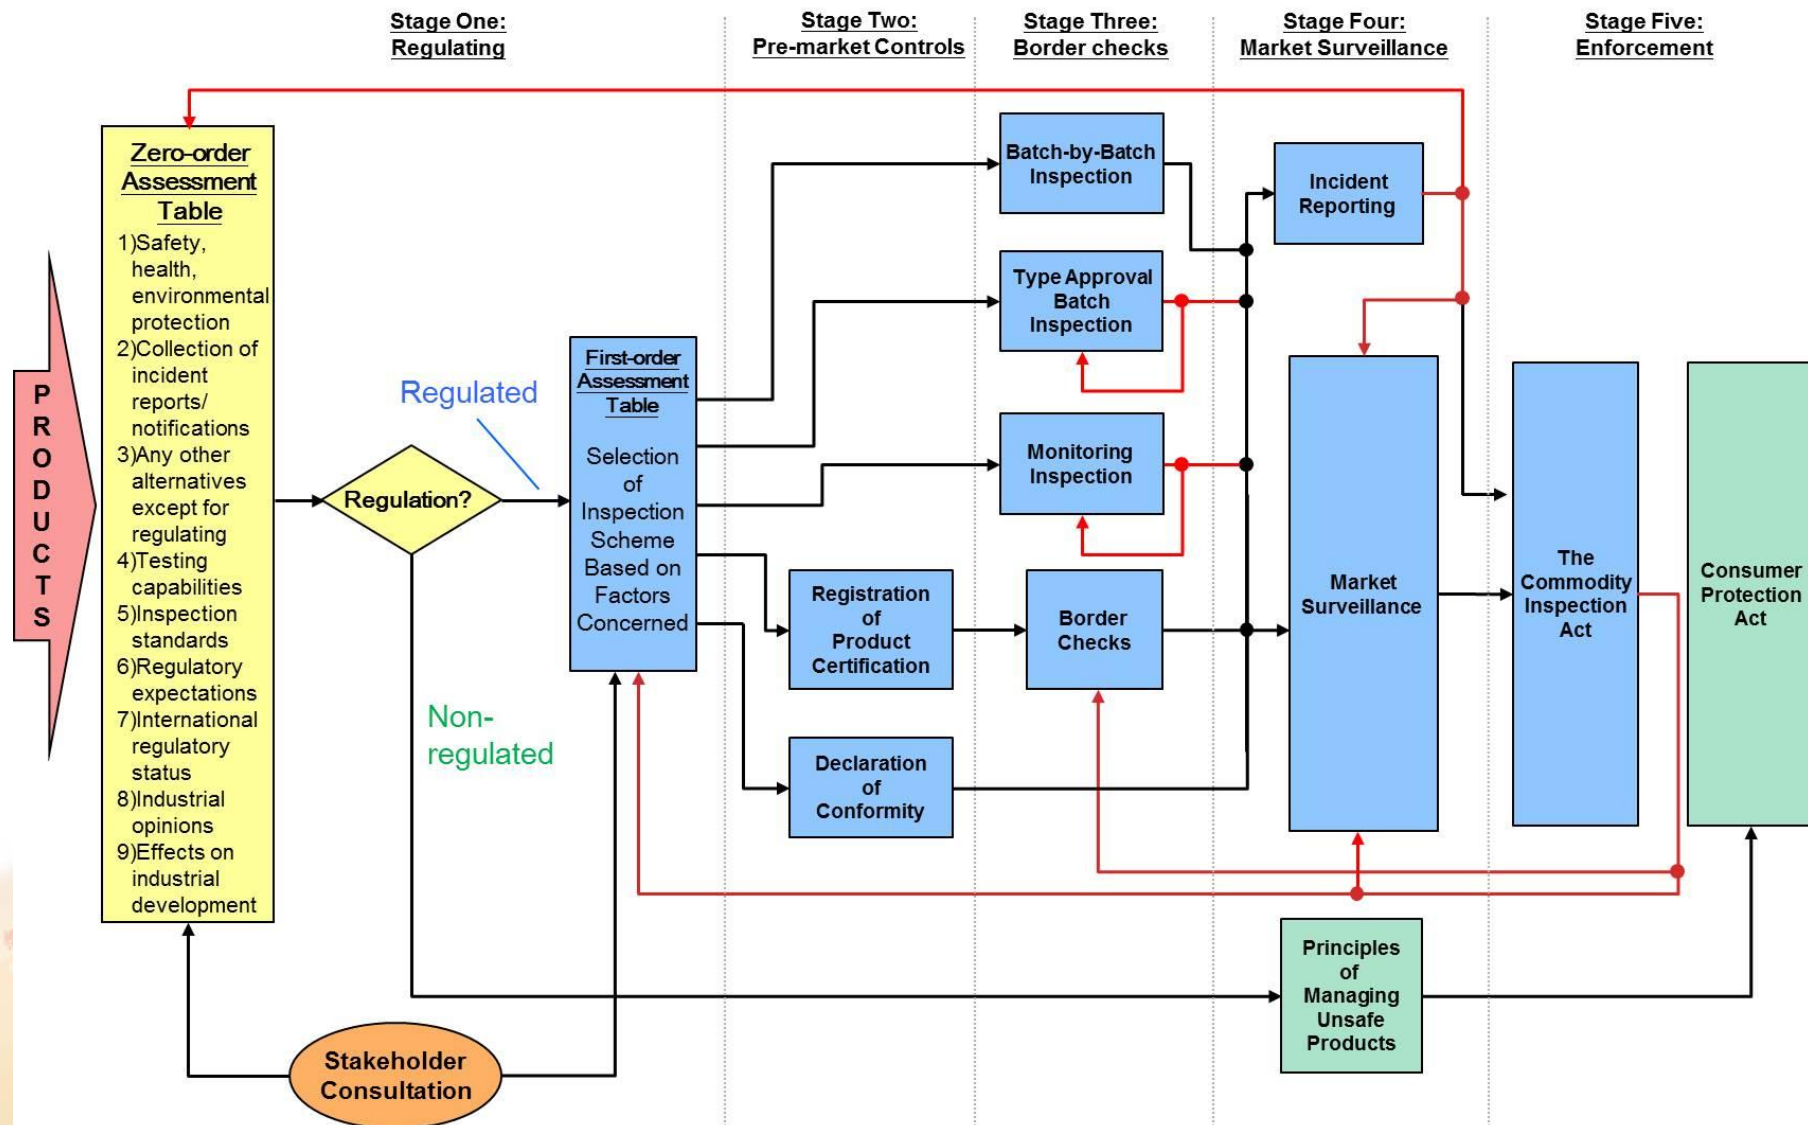 Stage One:
Regulating
Stage Two:
Pre-market Controls
Stage Three:
Border checks
Stage Four:
Market Surveillance
Stage Five:
Enforcement
PRODUCTS
Zero-order
Assessment
Table
1)Safety,
health,
environmental
protection
2)Collection of
incident
reports/
notifications
3)Any other
alternatives
except for
regulating
4)Testing
capabilities
5)Inspection
standards
6)Regulatory
expectations
7)International
regulatory
status
8)Industrial
opinions
9)Effects on
industrial
development
Regulation?
Regulated
Non-
regulated
Stakeholder
Consultation
First-order
Assessment
Table
Selection
of
Inspection
Scheme
Based on
Factors
Concerned
Registration
of
Product
Certification
Declaration
of
Conformity
Batch-by-Batch
Inspection
Type Approval
Batch
Inspection
Monitoring
Inspection
Border
Checks
Incident
Reporting
Market
Surveillance
Principles
of
Managing
Unsafe
Products
The
Commodity
Inspection
Act
Consumer
Protection
Act